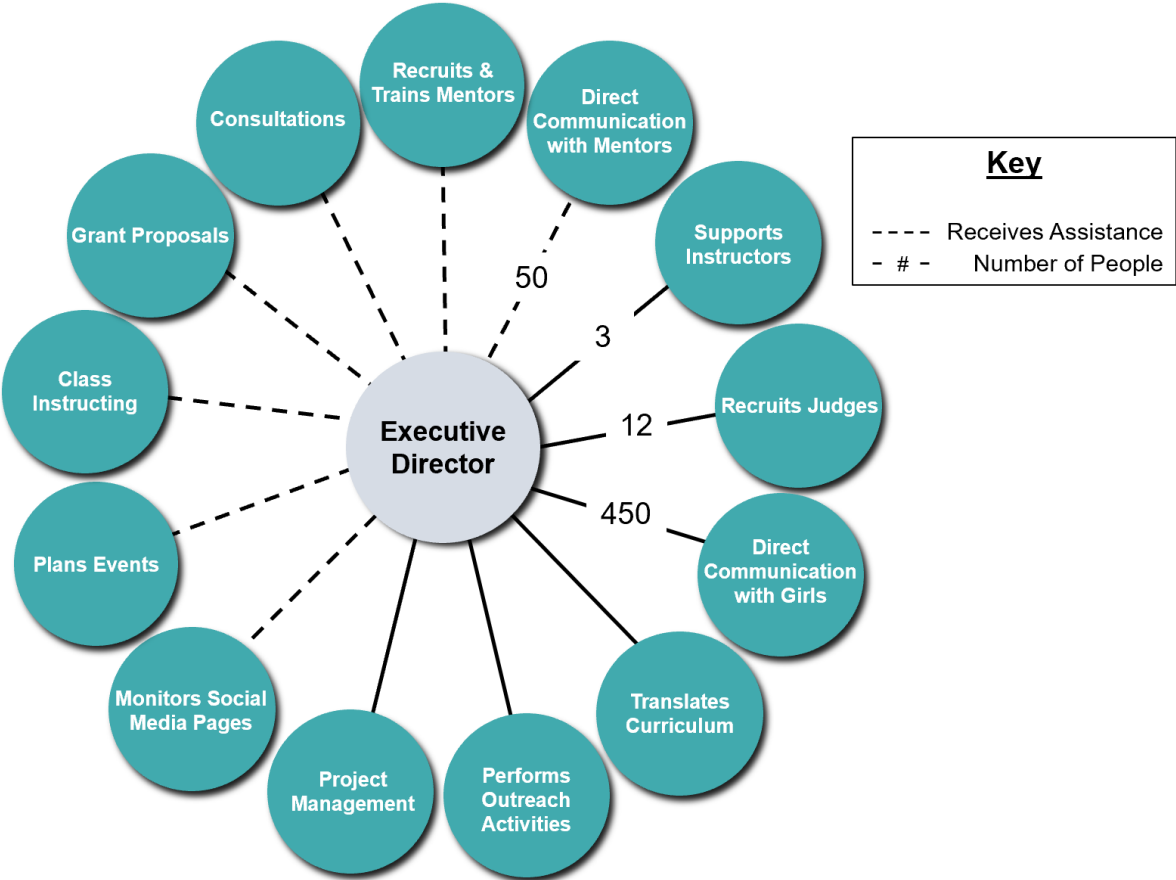 Recruits &
Trains Mentors
Direct
Communication
with Mentors
Consultations
Key
Supports
Instructors
Grant Proposals
- - - - Receives Assistance
- # - Number of People
50
3
Class
Instructing
Recruits Judges
12
Executive
Director
450
Direct
Communication
with Girls
Plans Events
Translates
Curriculum
Monitors Social
Media Pages
Project
Management
Performs
Outreach
Activities